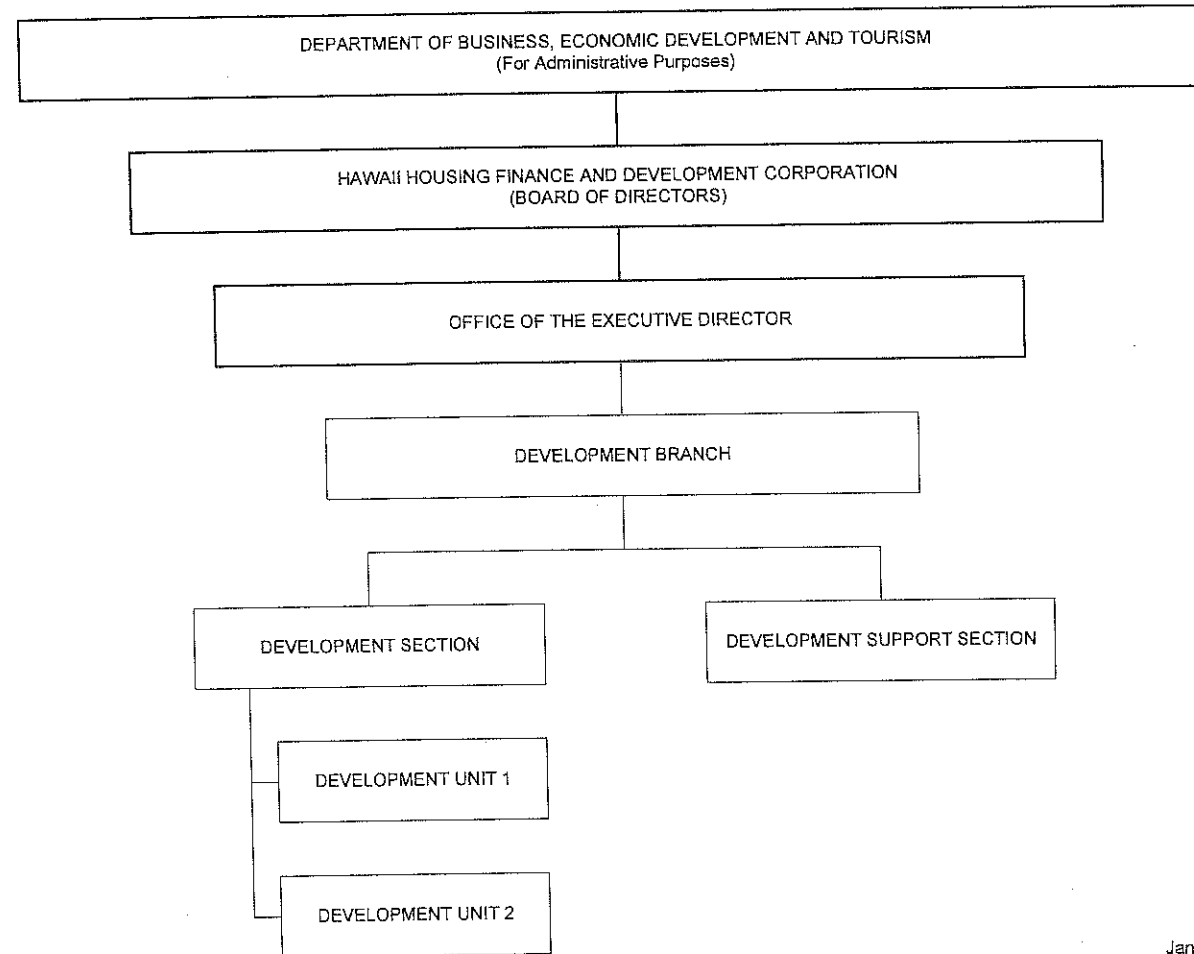 DEPARTMENT OF BUSINESS, ECONOMIC DEVELOPMENT AND TOURISM
(For Administrative Purposes)
HAWAII HOUSING FINANCE AND DEVELOPMENT CORPORATION
(BOARD OF DIRECTORS)
OFFICE OF THE EXECUTIVE DIRECTOR
DEVELOPMENT BRANCH
DEVELOPMENT SECTION
DEVELOPMENT SUPPORT SECTION
DEVELOPMENT UNIT 1
DEVELOPMENT UNIT 2
Jan